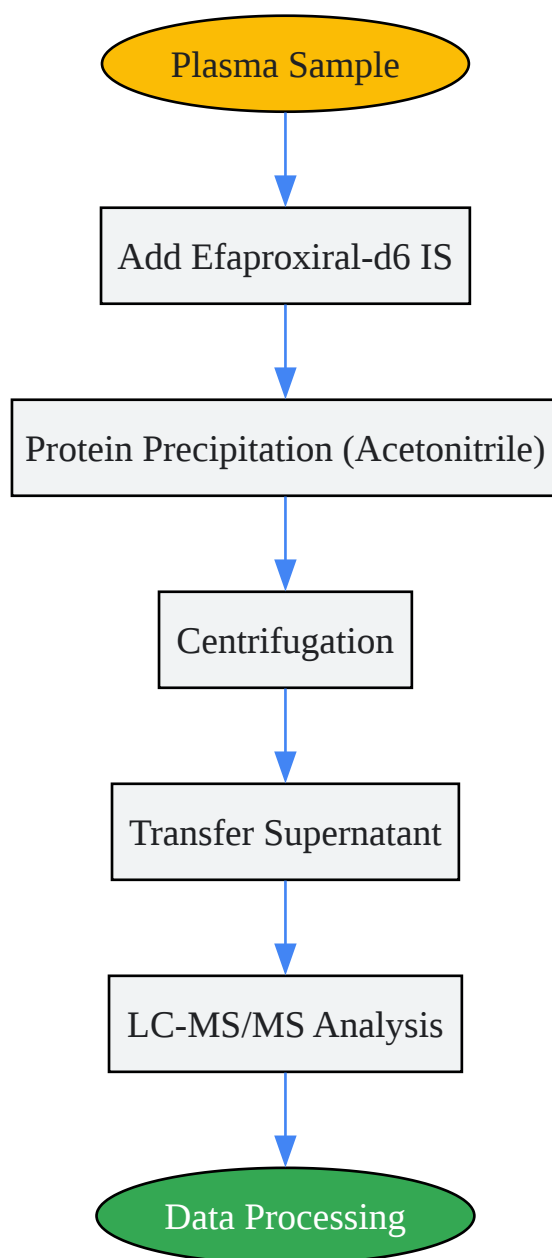 Plasma Sample
Add Efaproxiral-d6 IS
Protein Precipitation (Acetonitrile)
Centrifugation
Transfer Supernatant
LC-MS/MS Analysis
Data Processing